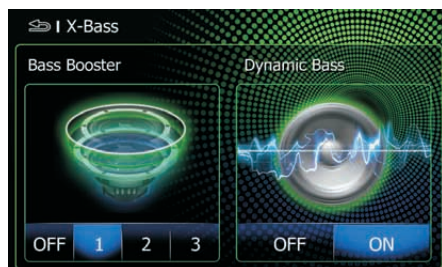 I X-Bass
Bass Booster
Dynamic Bass
OFF 1 2 3
OFF ON